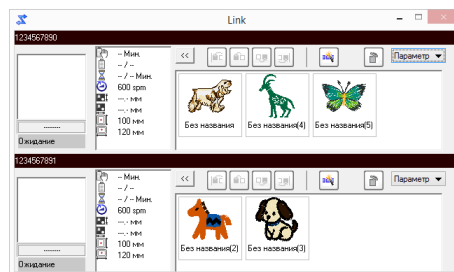 Link
1234567890
-- Мин.
-- / --
-- / -- Мин.
600 spm
---.- мм
---.- мм
100 мм
120 мм
--------
Ожидание
<<
Параметр
Без названия
Без названия(4)
Без названия(5)
1234567891
-- Мин.
-- / --
-- / -- Мин.
600 spm
---.- мм
---.- мм
100 мм
120 мм
--------
Ожидание
<<
Параметр
Без названия(2)
Без названия(3)